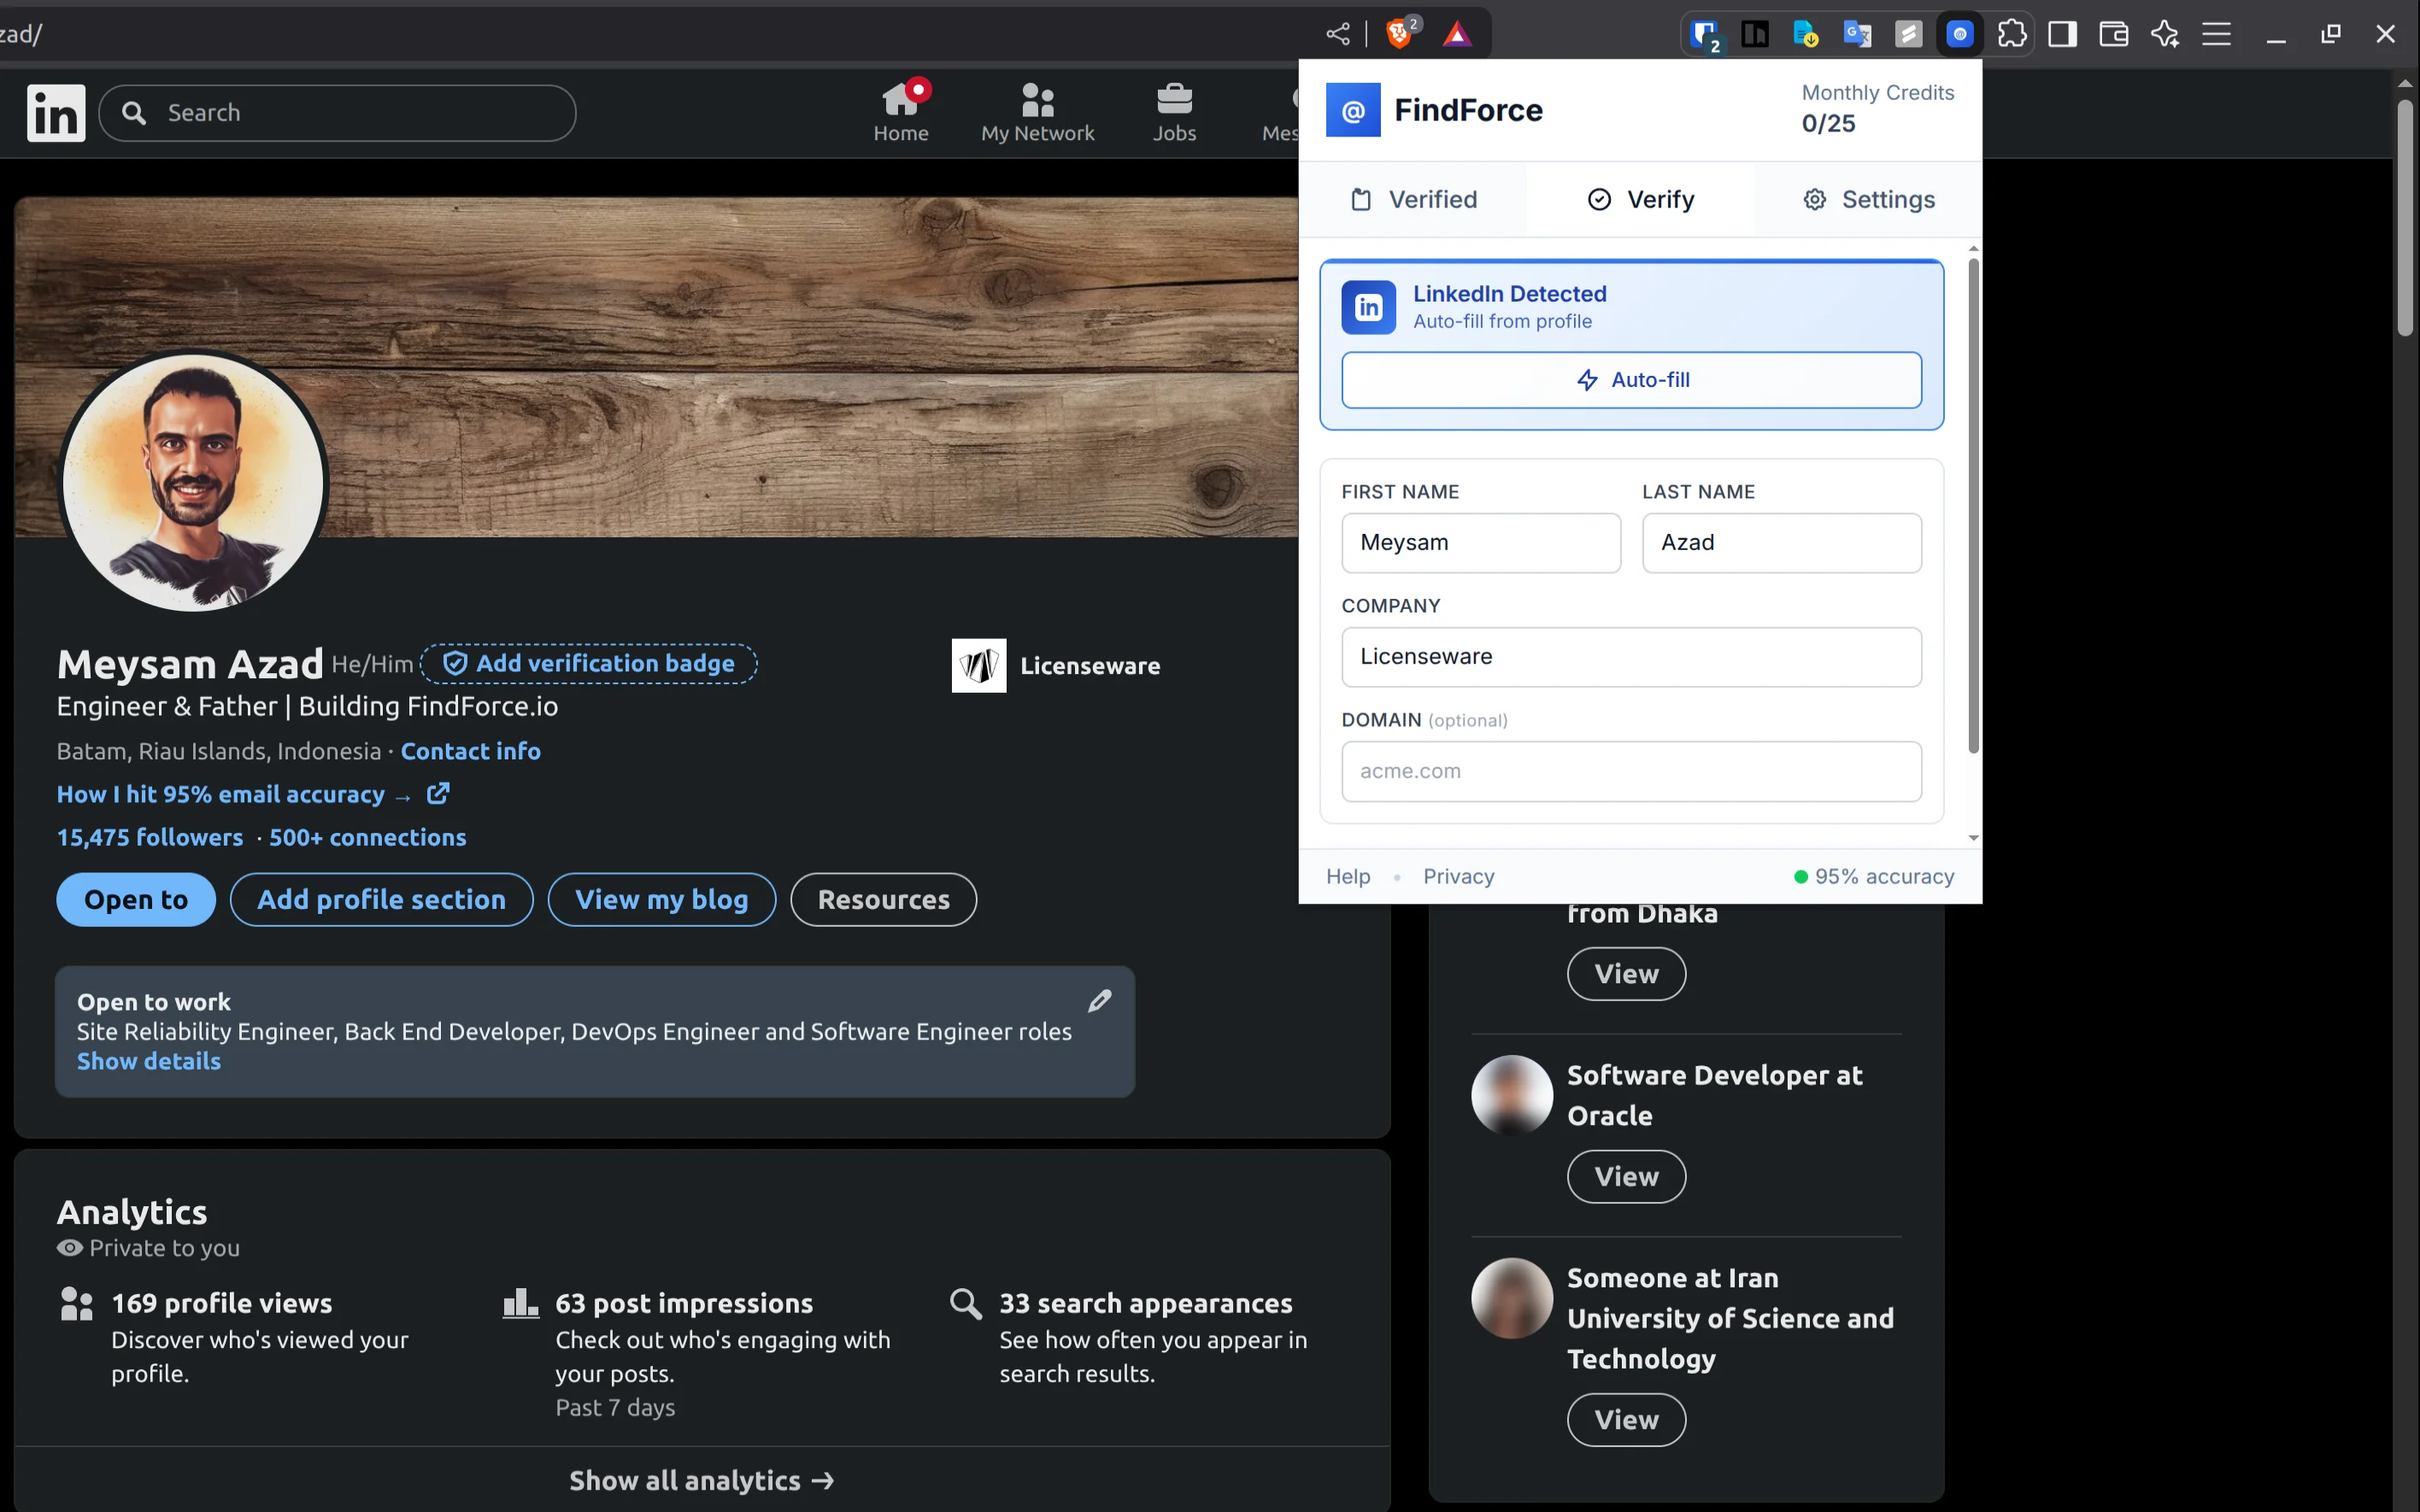 zad/
2
2
in
Search
Home
My Network
Jobs
Mes
@
FindForce
Monthly Credits
0/25
Verified
Verify
Settings
in
LinkedIn Detected
Auto-fill from profile
Auto-fill
FIRST NAME
LAST NAME
Meysam
Azad
COMPANY
Licenseware
DOMAIN (optional)
acme.com
Help • Privacy
95% accuracy
Meysam Azad He/Him Add verification badge
Licenseware
Engineer & Father | Building FindForce.io
Batam, Riau Islands, Indonesia · Contact info
How I hit 95% email accuracy →
15,475 followers · 500+ connections
Open to
Add profile section
View my blog
Resources
Open to work
Site Reliability Engineer, Back End Developer, DevOps Engineer and Software Engineer roles
Show details
Analytics
Private to you
169 profile views
Discover who's viewed your
profile.
63 post impressions
Check out who's engaging with
your posts.
Past 7 days
33 search appearances
See how often you appear in
search results.
Show all analytics →
from Dhaka
View
Software Developer at
Oracle
View
Someone at Iran
University of Science and
Technology
View